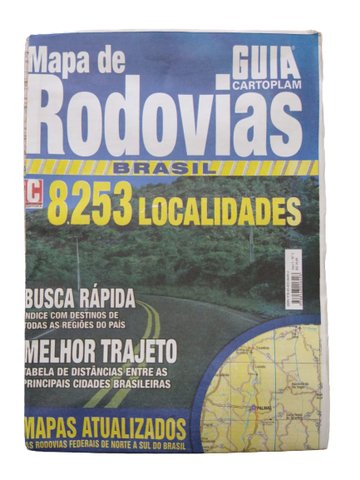 Mapa de
GUIA
CARTOPLAM
Rodovias
BRASIL
C
8253 LOCALIDADES
BUSCA RÁPIDA
ÍNDICE COM DESTINOS DE
TODAS AS REGIÕES DO PAÍS
MELHOR TRAJETO
TABELA DE DISTÂNCIAS ENTRE AS
PRINCIPAIS CIDADES BRASILEIRAS
MAPAS ATUALIZADOS
AS RODOVIAS FEDERAIS DE NORTE A SUL DO BRASIL
PALMAS